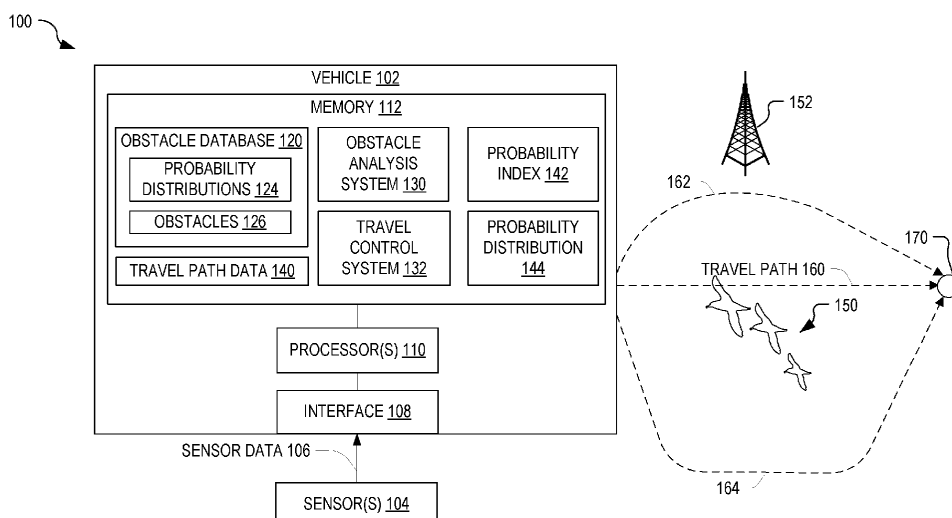 100
VEHICLE 102
MEMORY 112
OBSTACLE DATABASE 120
PROBABILITY
DISTRIBUTIONS 124
OBSTACLES 126
TRAVEL PATH DATA 140
OBSTACLE
ANALYSIS
SYSTEM 130
TRAVEL
CONTROL
SYSTEM 132
PROBABILITY
INDEX 142
PROBABILITY
DISTRIBUTION
144
PROCESSOR(S) 110
INTERFACE 108
SENSOR DATA 106
SENSOR(S) 104
152
162
170
TRAVEL PATH 160
150
164